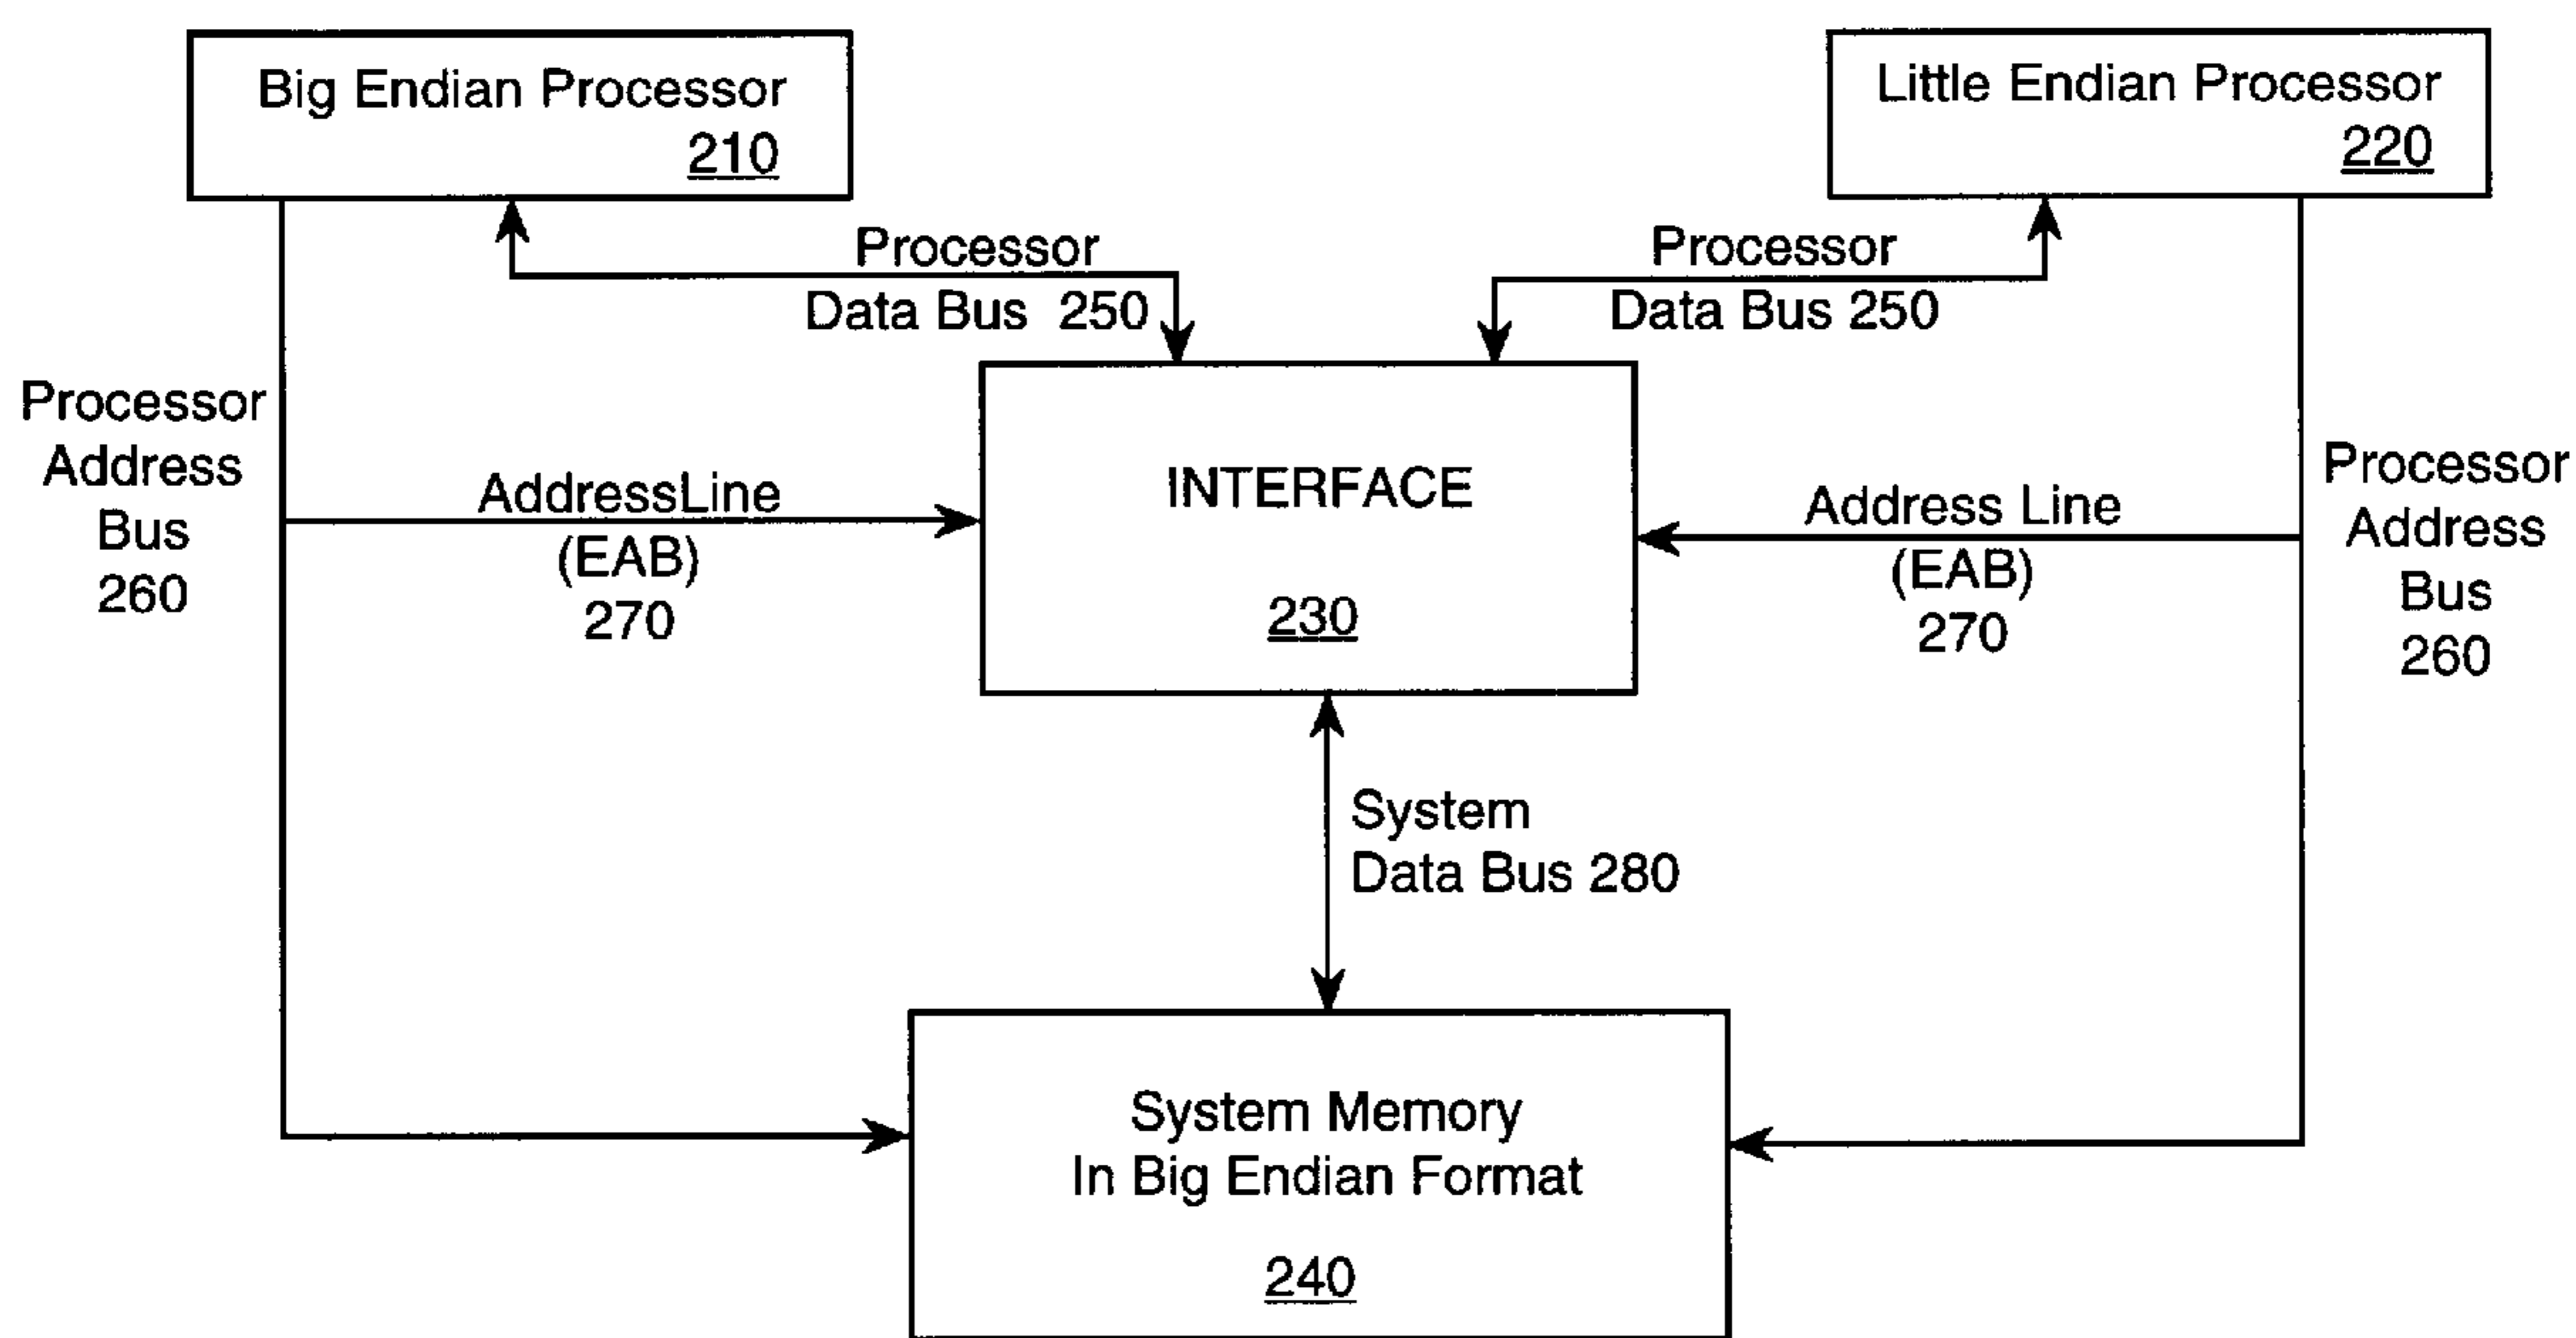 Big Endian Processor
210
Little Endian Processor
220
Processor
Data Bus 250
Processor
Data Bus 250
Processor
Address
Bus
260
AddressLine
(EAB)
270
INTERFACE
230
Address Line
(EAB)
270
Processor
Address
Bus
260
System
Data Bus 280
System Memory
In Big Endian Format
240